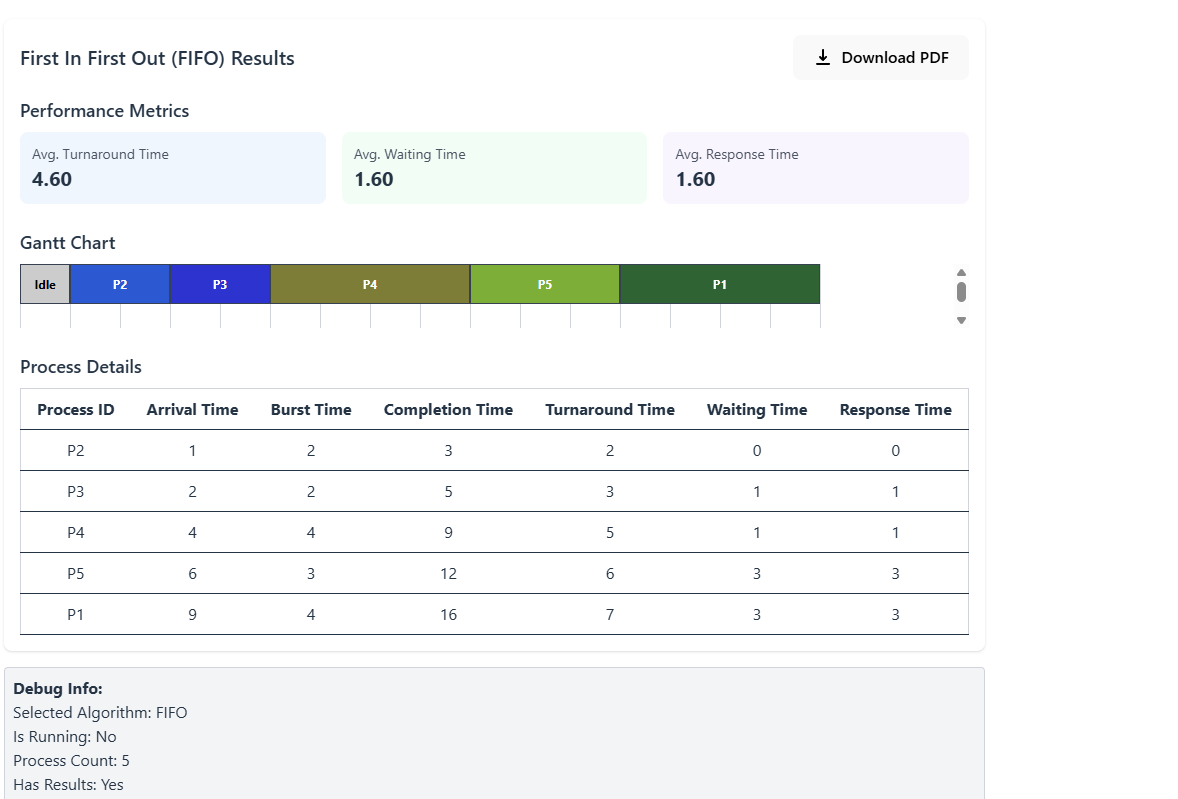 First In First Out (FIFO) Results
Download PDF
Performance Metrics
Avg. Turnaround Time
4.60
Avg. Waiting Time
1.60
Avg. Response Time
1.60
Gantt Chart
Idle P2 P3 P4 P5 P1
Process Details
Process ID Arrival Time Burst Time Completion Time Turnaround Time Waiting Time Response Time
P2 1 2 3 2 0 0
P3 2 2 5 3 1 1
P4 4 4 9 5 1 1
P5 6 3 12 6 3 3
P1 9 4 16 7 3 3
Debug Info:
Selected Algorithm: FIFO
Is Running: No
Process Count: 5
Has Results: Yes